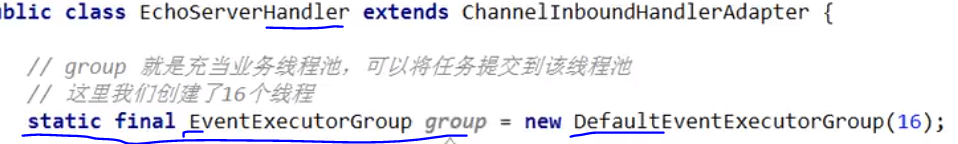 ublic class EchoServerHandler extends ChannelInboundHandlerAdapter {
// group 就是充当业务线程池，可以将任务提交到该线程池
// 这里我们创建了16个线程
static final EventExecutorGroup group = new DefaultEventExecutorGroup(16);